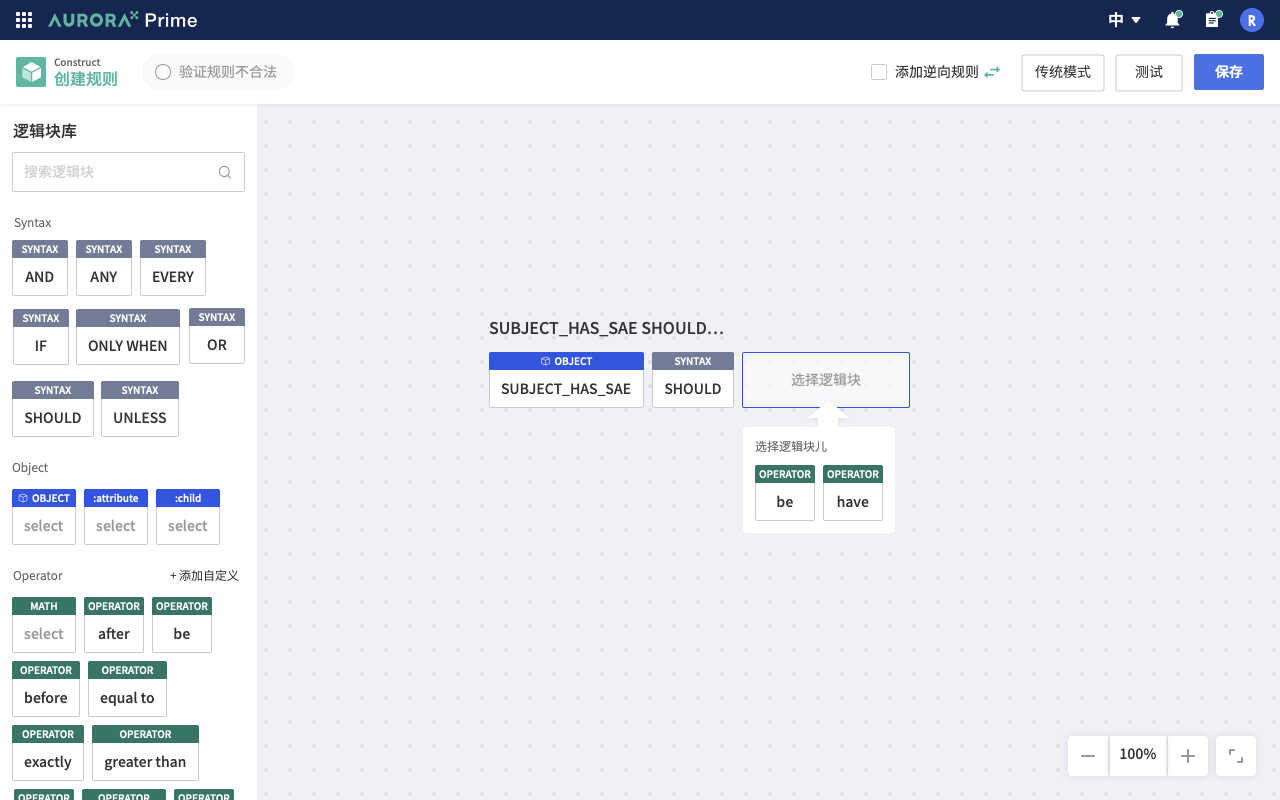 AURORA Prime
中
R
Construct
创建规则
验证规则不合法
添加逆向规则
传统模式
测试
保存
逻辑块库
搜索逻辑块
Syntax
SYNTAX SYNTAX SYNTAX
AND ANY EVERY
SYNTAX SYNTAX SYNTAX
IF ONLY WHEN OR
SYNTAX SYNTAX
SHOULD UNLESS
Object
OBJECT :attribute :child
select select select
Operator + 添加自定义
MATH OPERATOR OPERATOR
select after be
OPERATOR OPERATOR
before equal to
OPERATOR OPERATOR
exactly greater than
OPERATOR OPERATOR OPERATOR
SUBJECT_HAS_SAE SHOULD...
OBJECT SYNTAX
SUBJECT_HAS_SAE SHOULD 选择逻辑块
选择逻辑块儿
OPERATOR OPERATOR
be have
100%